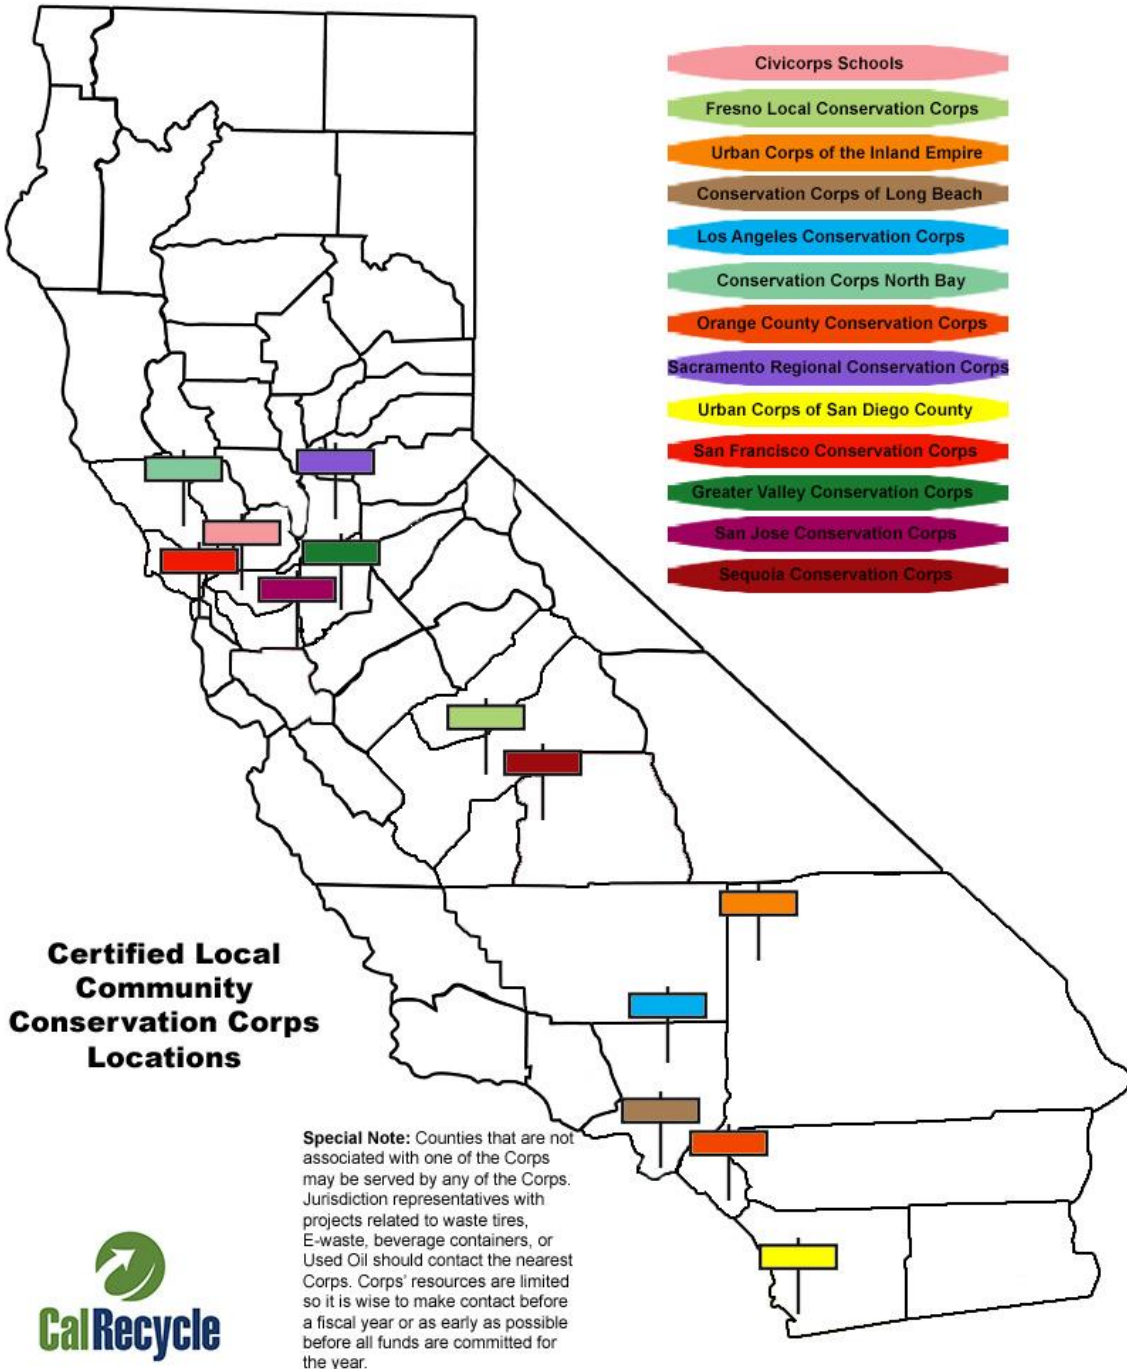 Civicorps Schools
Fresno Local Conservation Corps
Urban Corps of the Inland Empire
Conservation Corps of Long Beach
Los Angeles Conservation Corps
Conservation Corps North Bay
Orange County Conservation Corps
Sacramento Regional Conservation Corps
Urban Corps of San Diego County
San Francisco Conservation Corps
Greater Valley Conservation Corps
San Jose Conservation Corps
Sequoia Conservation Corps
Certified Local
Community
Conservation Corps
Locations
Special Note: Counties that are not
associated with one of the Corps
may be served by any of the Corps.
Jurisdiction representatives with
projects related to waste tires,
E-waste, beverage containers, or
Used Oil should contact the nearest
Corps. Corps' resources are limited
so it is wise to make contact before
a fiscal year or as early as possible
before all funds are committed for
the year.
CalRecycle